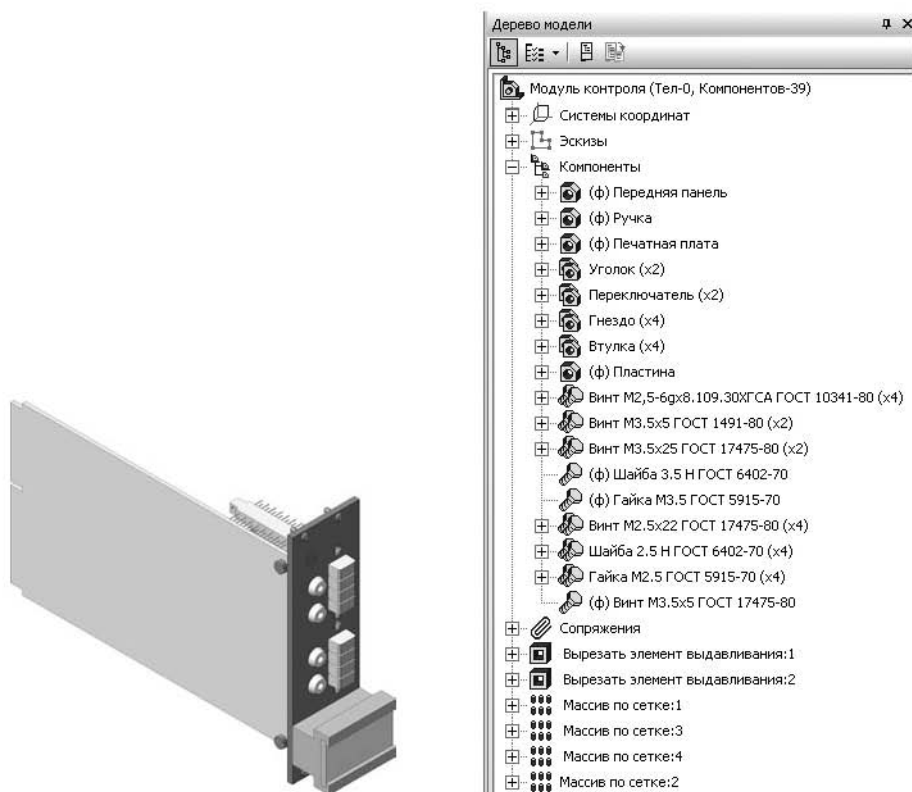 Дерево модели
Модуль контроля (Тел-0, Компонентов-39)
Системы координат
Эскизы
Компоненты
(ф) Передняя панель
(ф) Ручка
(ф) Печатная плата
Уголок (x2)
Переключатель (x2)
Гнездо (x4)
Втулка (x4)
(ф) Пластина
Винт М2,5-6gx8.109.30ХГСА ГОСТ 10341-80 (x4)
Винт М3.5x5 ГОСТ 1491-80 (x2)
Винт М3.5x25 ГОСТ 17475-80 (x2)
(ф) Шайба 3.5 Н ГОСТ 6402-70
(ф) Гайка М3.5 ГОСТ 5915-70
Винт М2.5x22 ГОСТ 17475-80 (x4)
Шайба 2.5 Н ГОСТ 6402-70 (x4)
Гайка М2.5 ГОСТ 5915-70 (x4)
(ф) Винт М3.5x5 ГОСТ 17475-80
Сопряжения
Вырезать элемент выдавливания:1
Вырезать элемент выдавливания:2
Массив по сетке:1
Массив по сетке:3
Массив по сетке:4
Массив по сетке:2